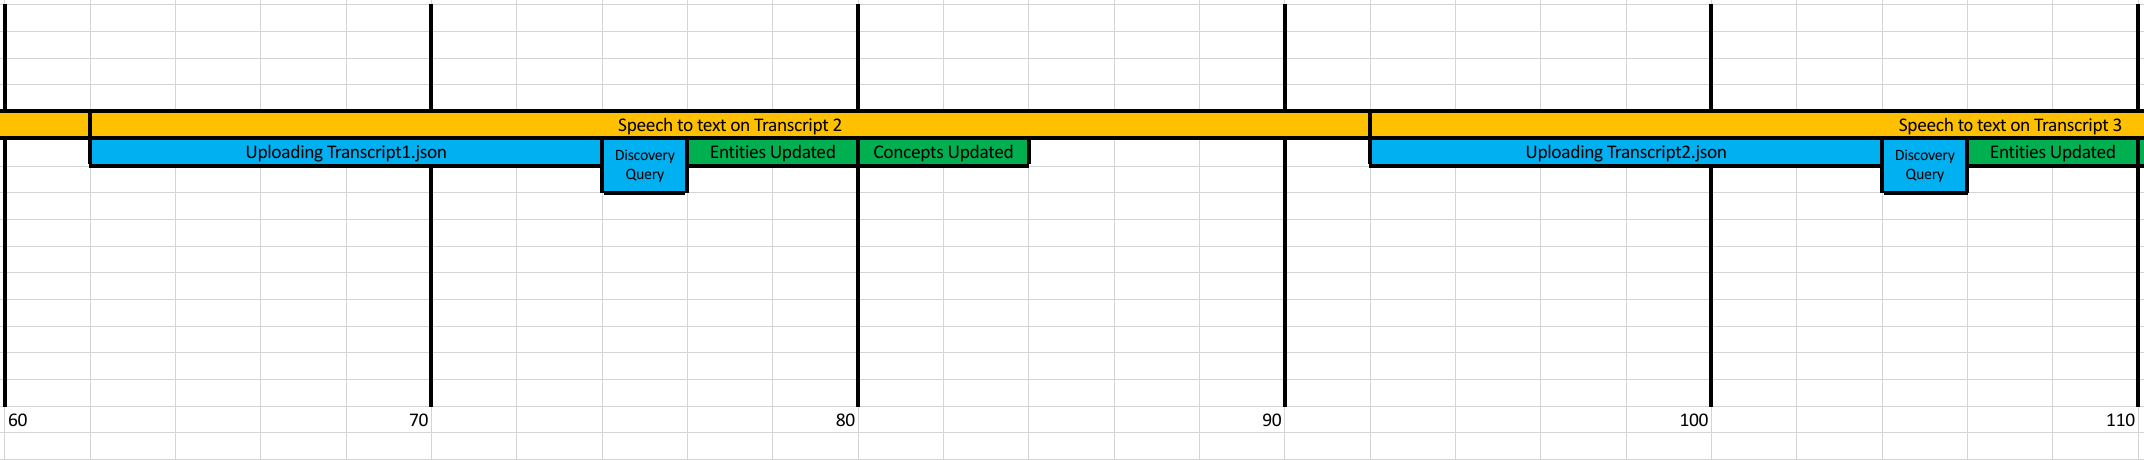 Speech to text on Transcript 2
Speech to text on Transcript 3
Uploading Transcript1.json
Discovery
Query
Entities Updated
Concepts Updated
Uploading Transcript2.json
Discovery
Query
Entities Updated
60
70
80
90
100
110